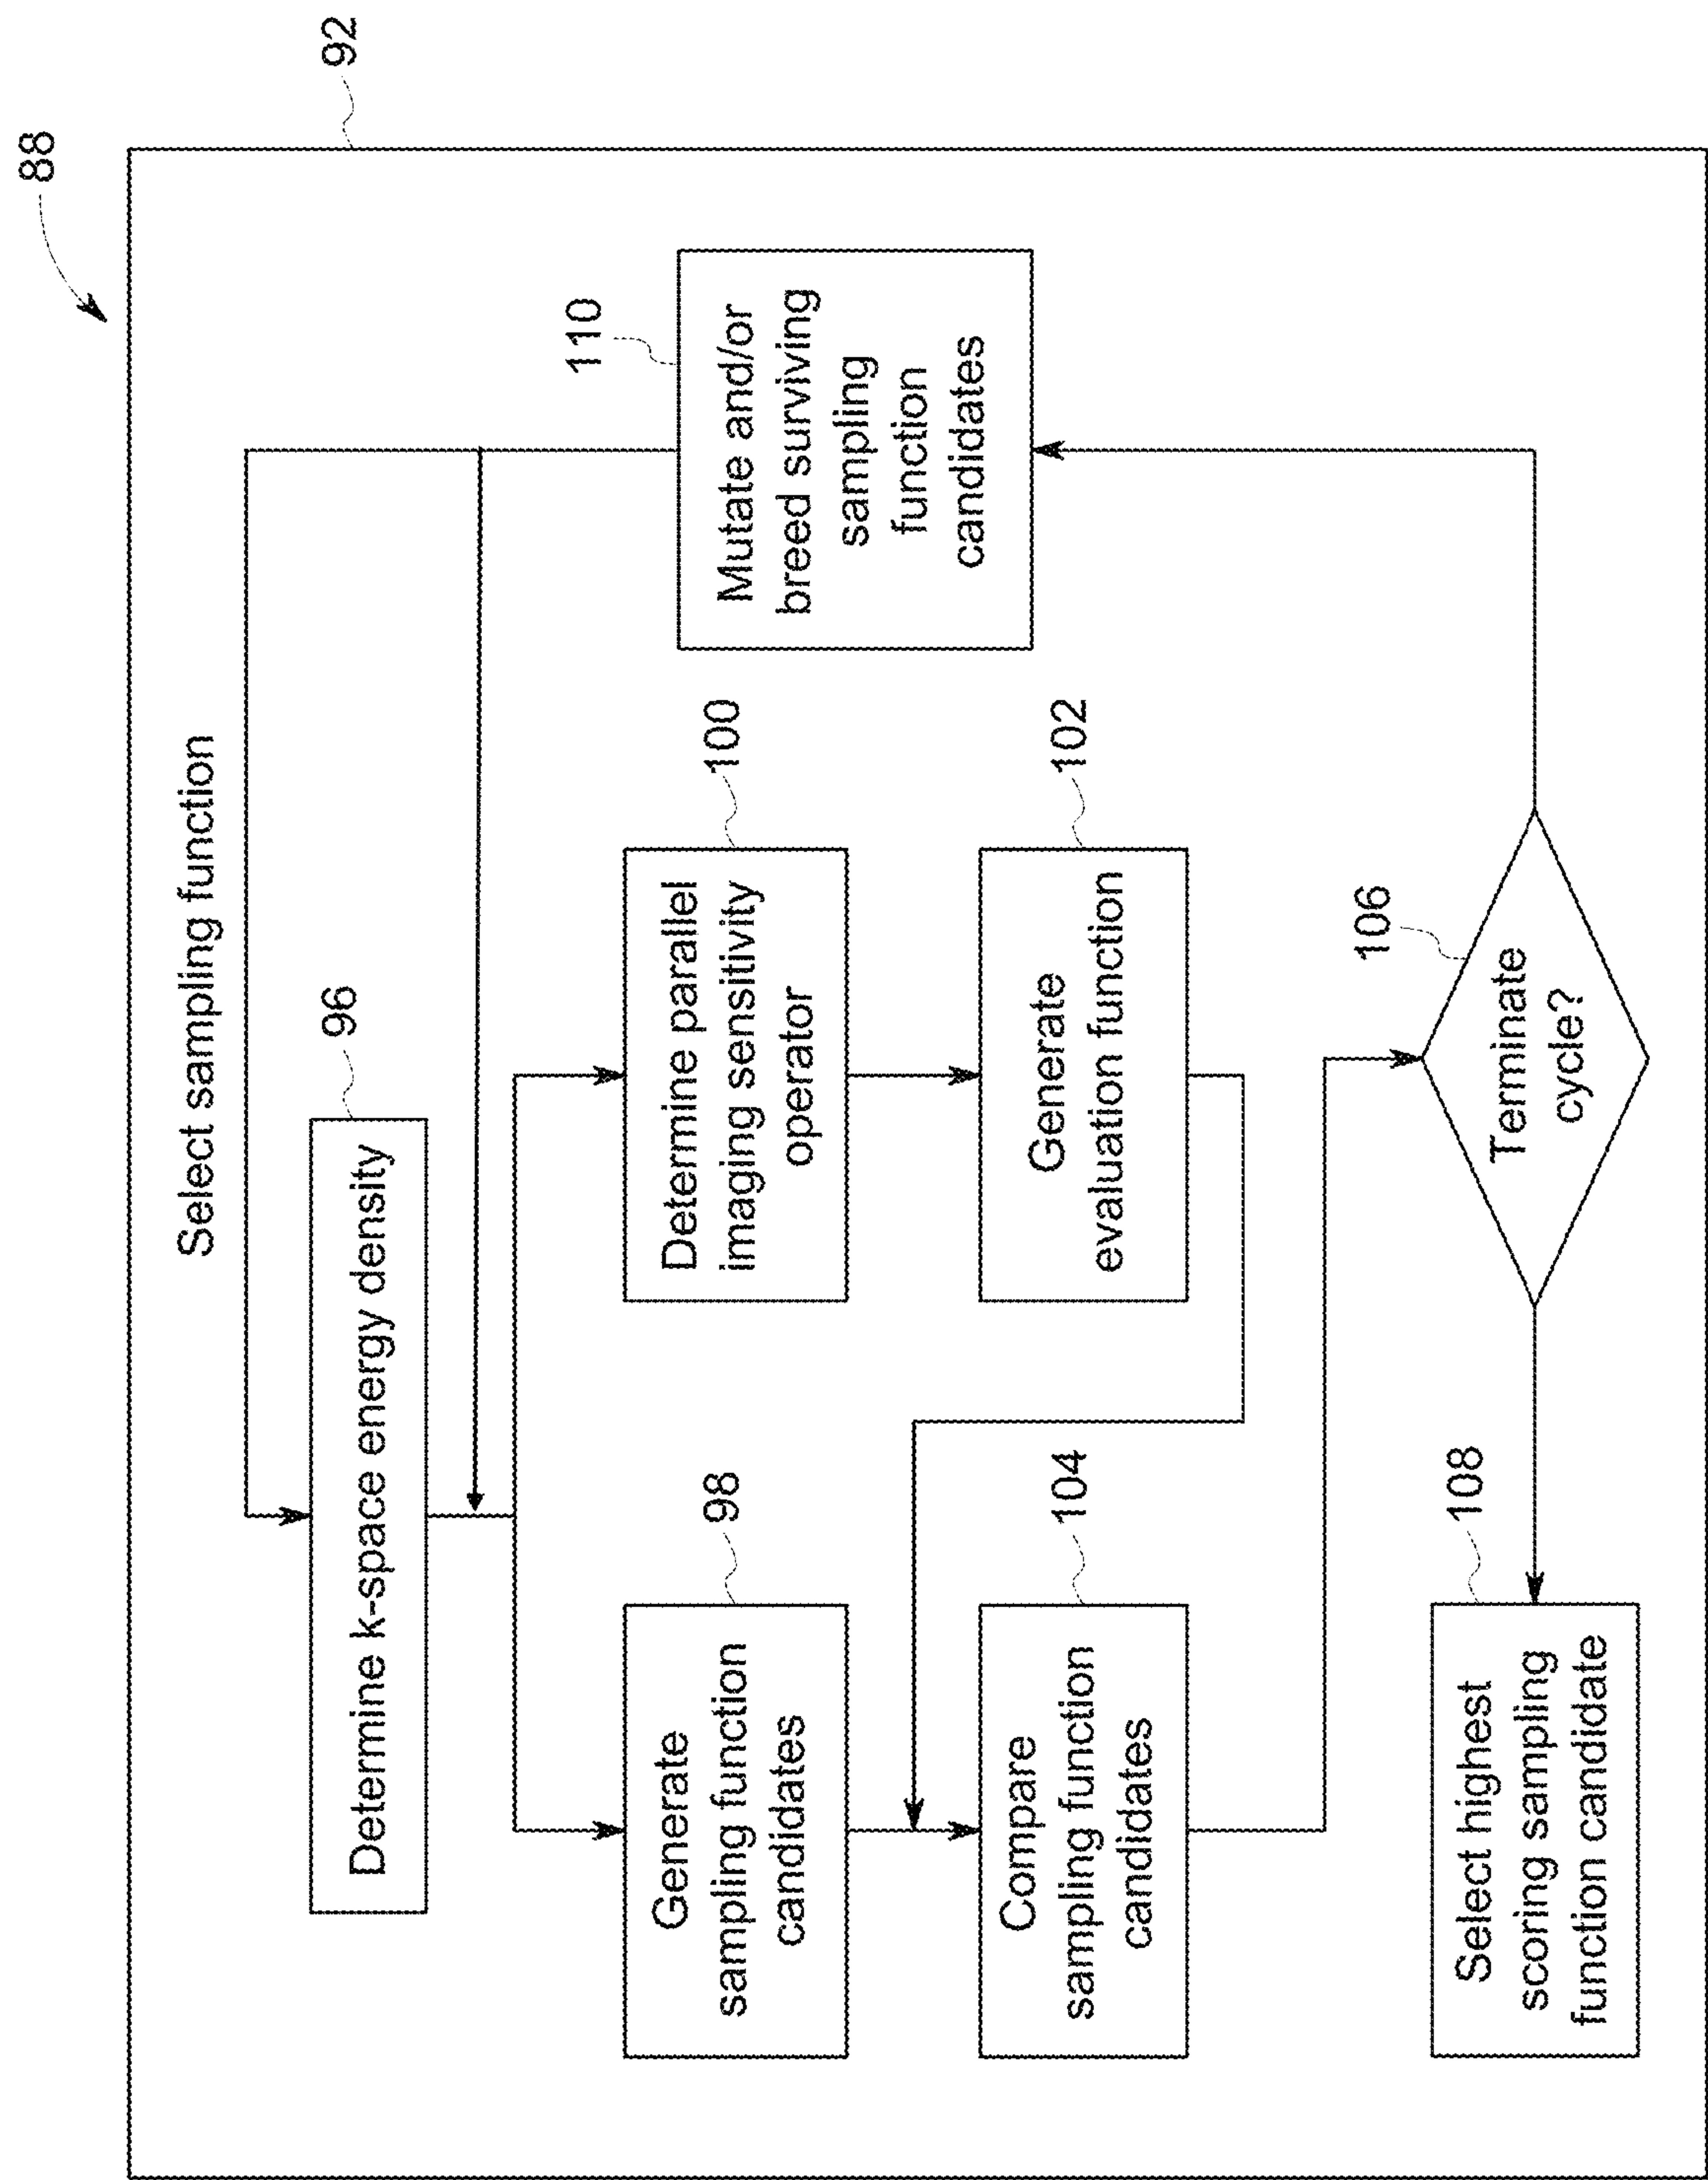 88
92
Select sampling function
96
Determine k-space energy density
98
Generate
sampling function
candidates
100
Determine parallel
imaging sensitivity
operator
110
Mutate and/or
breed surviving
sampling
function
candidates
104
Compare
sampling function
candidates
102
Generate
evaluation function
106
Terminate
cycle?
108
Select highest
scoring sampling
function candidate